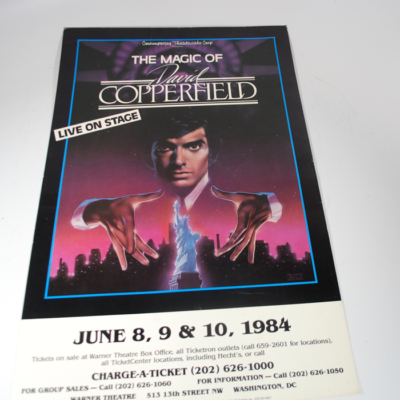 THE MAGIC OF
David
COPPERFIELD
LIVE ON STAGE
JUNE 8, 9 & 10, 1984
Tickets on sale at Warner Theatre Box Office, all Ticketron outlets (call 659-2601 for locations),
all TicketCenter locations, including Hecht's, or call
CHARGE-A-TICKET (202) 626-1000
FOR GROUP SALES — Call (202) 626-1060 FOR INFORMATION — Call (202) 626-1050
WARNER THEATRE 513 13th STREET NW WASHINGTON, DC